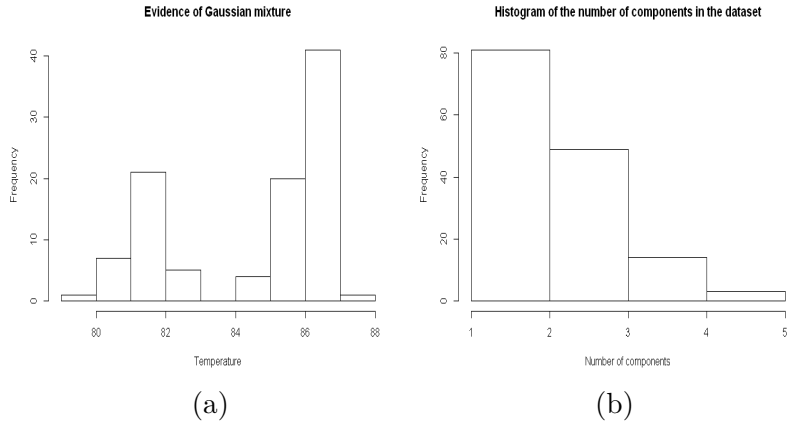 Evidence of Gaussian mixture
Frequency
0
10
20
30
40
80
82
84
86
88
Temperature
(a)
Histogram of the number of components in the dataset
Frequency
0
20
40
60
80
1
2
3
4
5
Number of components
(b)